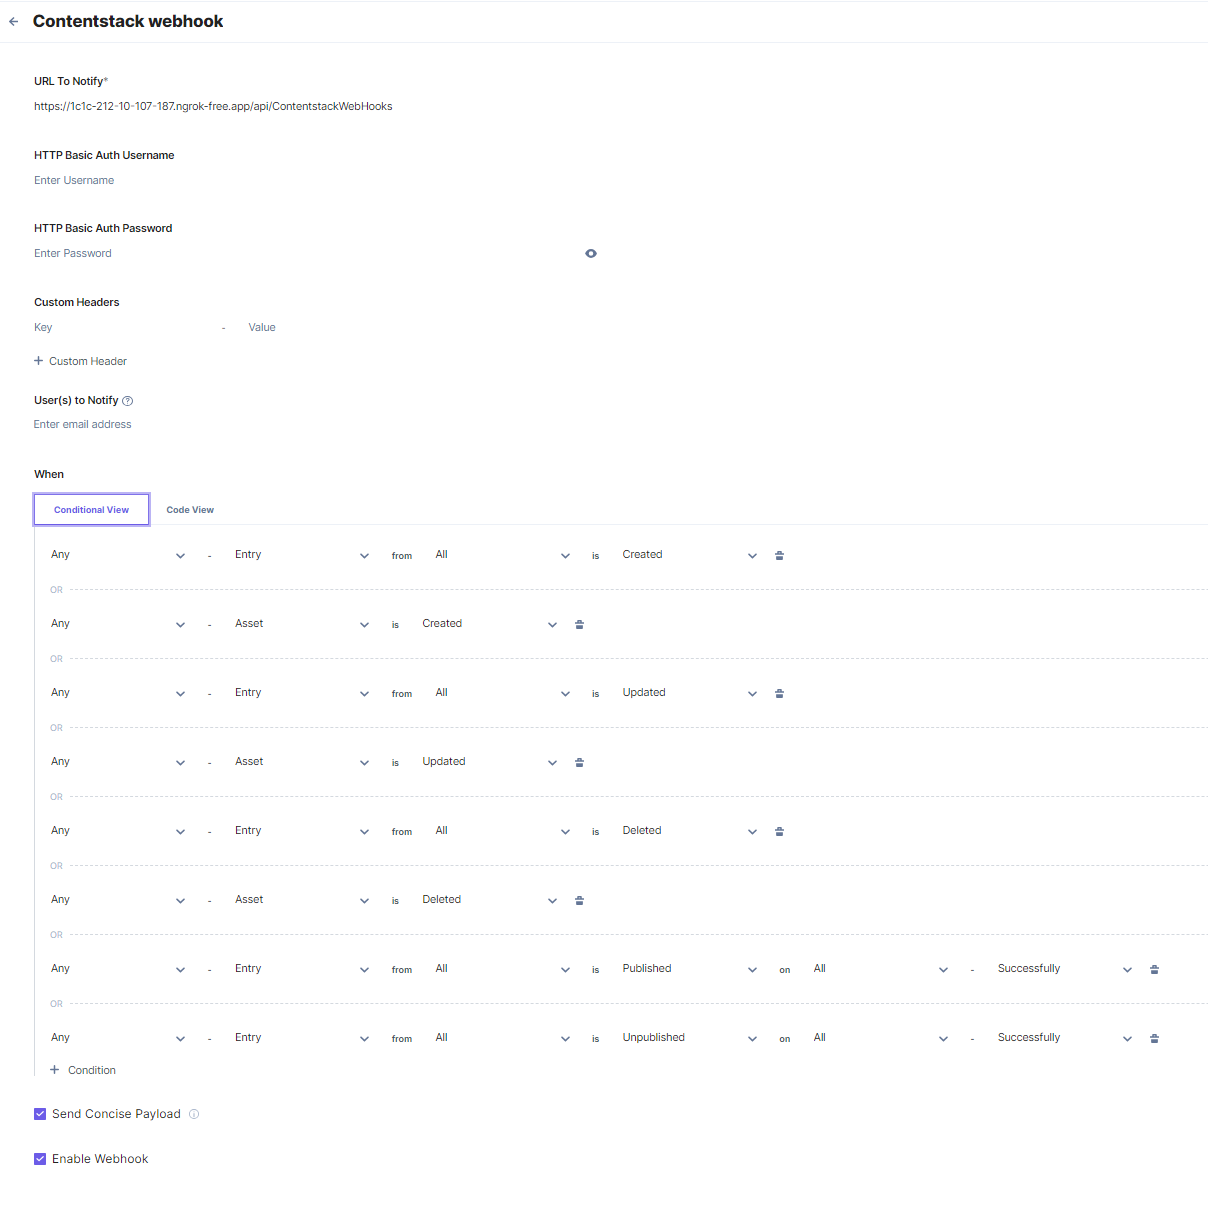 Contentstack webhook
URL To Notify*
https://1c1c-212-10-107-187.ngrok-free.app/api/ContentstackWebHooks
HTTP Basic Auth Username
Enter Username
HTTP Basic Auth Password
Enter Password
Custom Headers
Key - Value
+ Custom Header
User(s) to Notify ?
Enter email address
When
Conditional View Code View
Any - Entry from All is Created
OR
Any - Asset is Created
OR
Any - Entry from All is Updated
OR
Any - Asset is Updated
OR
Any - Entry from All is Deleted
OR
Any - Asset is Deleted
OR
Any - Entry from All is Published on All - Successfully
OR
Any - Entry from All is Unpublished on All - Successfully
+ Condition
Send Concise Payload
Enable Webhook